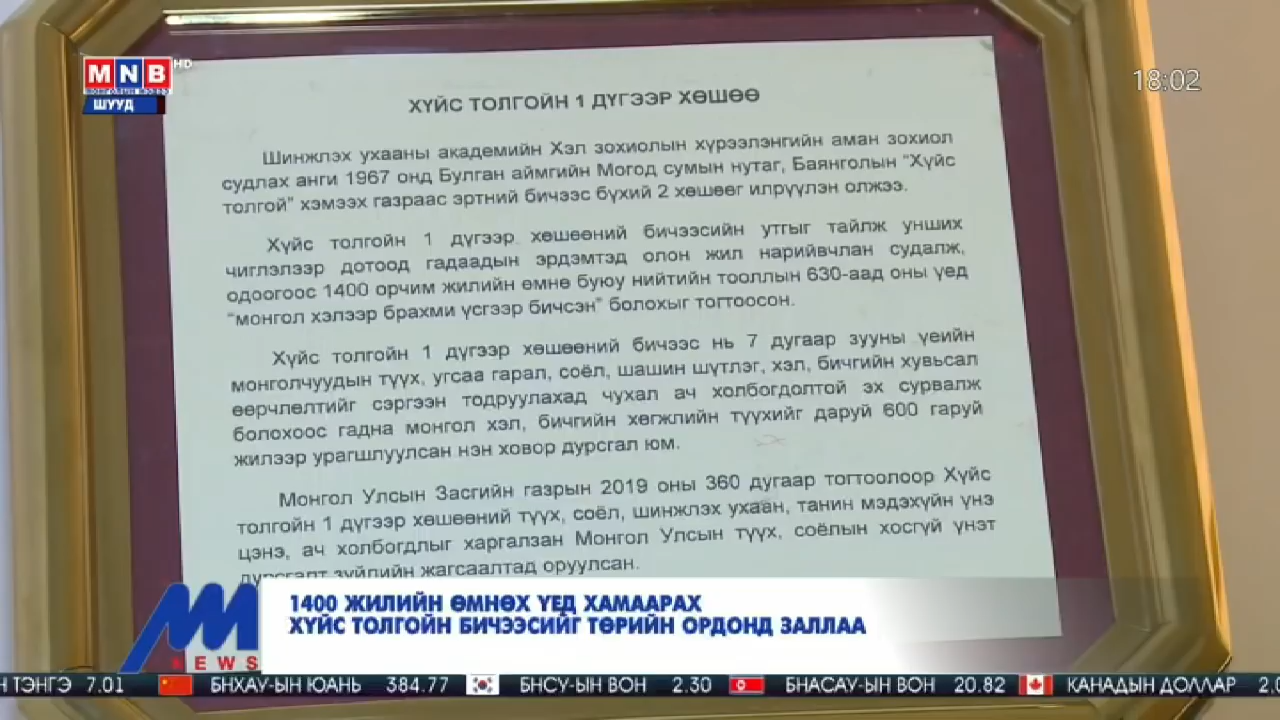 MNB HD
МОНГОЛЫН МЭДЭЭ
ШУУД
18:02
ХҮЙС ТОЛГОЙН 1 ДҮГЭЭР ХӨШӨӨ
Шинжлэх ухааны академийн Хэл зохиолын хүрээлэнгийн аман зохиол
судлах анги 1967 онд Булган аймгийн Могод сумын нутаг, Баянголын “Хүйс
толгой” хэмээх газраас эртний бичээс бүхий 2 хөшөөг илрүүлэн олжээ.
Хүйс толгойн 1 дүгээр хөшөөний бичээсийн утгыг тайлж унших
чиглэлээр дотоод гадаадын эрдэмтэд олон жил нарийвчлан судалж,
одоогоос 1400 орчим жилийн өмнө буюу нийтийн тооллын 630-аад оны үед
“монгол хэлээр брахми үсгээр бичсэн” болохыг тогтоосон.
Хүйс толгойн 1 дүгээр хөшөөний бичээс нь 7 дугаар зууны үеийн
монголчуудын түүх, угсаа гарал, соёл, шашин шүтлэг, хэл, бичгийн хувьсал
өөрчлөлтийг сэргээн тодруулахад чухал ач холбогдолтой эх сурвалж
болохоос гадна монгол хэл, бичгийн хөгжлийн түүхийг даруй 600 гаруй
жилээр урагшлуулсан нэн ховор дурсгал юм.
Монгол Улсын Засгийн газрын 2019 оны 360 дугаар тогтоолоор Хүйс
толгойн 1 дүгээр хөшөөний түүх, соёл, шинжлэх ухаан, танин мэдэхүйн үнэ
цэнэ, ач холбогдлыг харгалзан Монгол Улсын түүх, соёлын хосгүй үнэт
дурсгалт зүйлийн жагсаалтад оруулсан.
1400 ЖИЛИЙН ӨМНӨХ ҮЕД ХАМААРАХ
ХҮЙС ТОЛГОЙН БИЧЭЭСИЙГ ТӨРИЙН ОРДОНД ЗАЛЛАА
NEWS
Н ТЭНГЭ 7.01 БНХАУ-ЫН ЮАНЬ 384.77 БНСУ-ЫН ВОН 2.30 БНАСАУ-ЫН ВОН 20.82 КАНАДЫН ДОЛЛАР